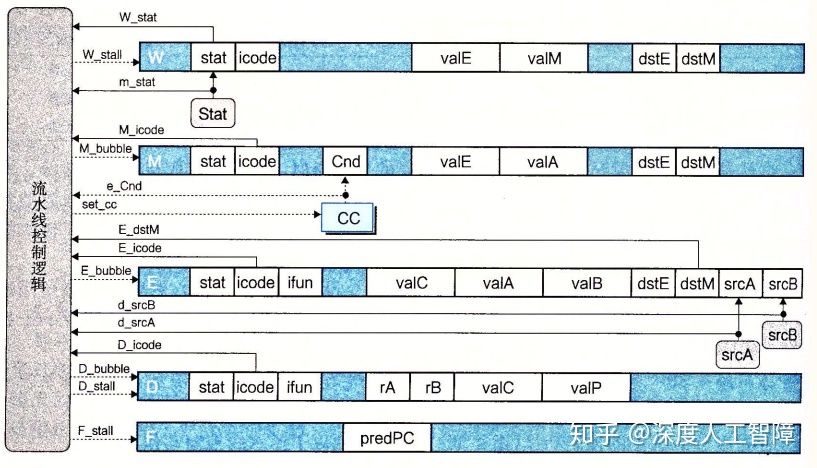 W_stat
W_stall
W stat icode valE valM dstE dstM
m_stat
Stat
M_icode
M_bubble
M stat icode Cnd valE valA dstE dstM
e_Cnd
set_cc
CC
E_dstM
E_icode
E_bubble
E stat icode ifun valC valA valB dstE dstM srcA srcB
d_srcB
d_srcA
srcB
srcA
D_icode
D_bubble
D_stall
D stat icode ifun rA rB valC valP
F_stall
F predPC
流水线控制逻辑
知乎 @深度人工智障